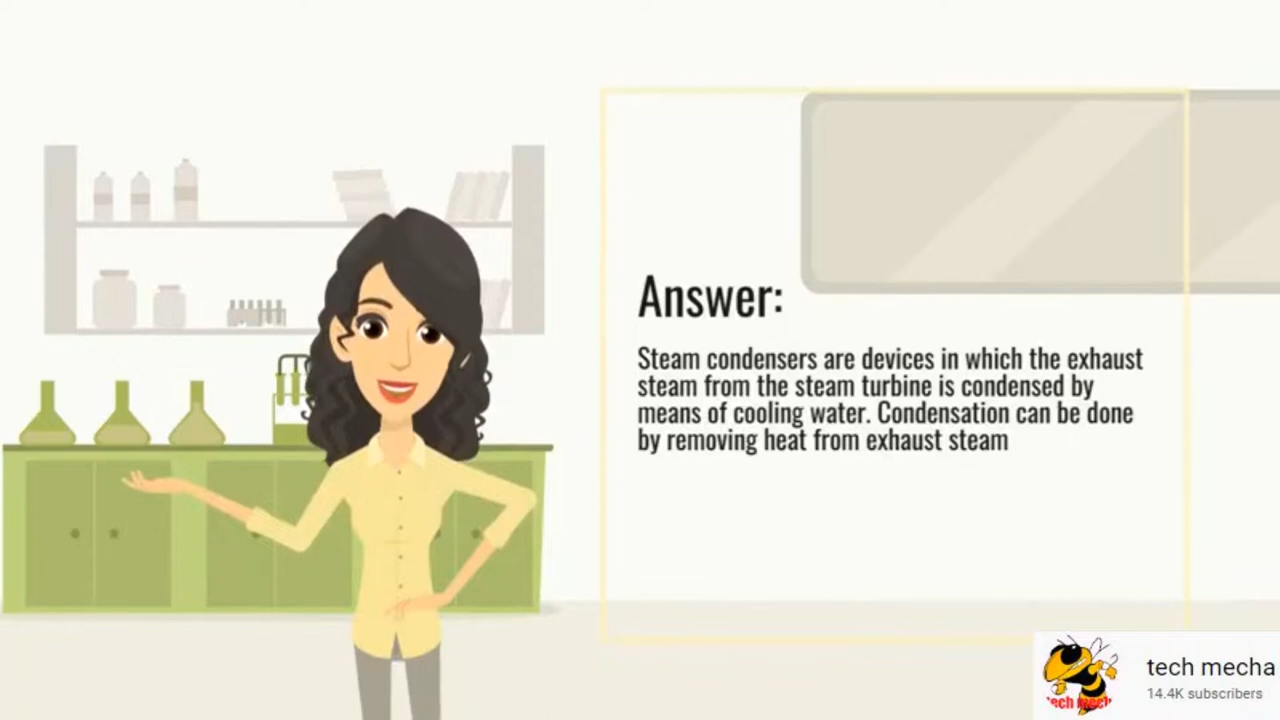 Answer:
Steam condensers are devices in which the exhaust
steam from the steam turbine is condensed by
means of cooling water. Condensation can be done
by removing heat from exhaust steam
tech mecha
14.4K subscribers